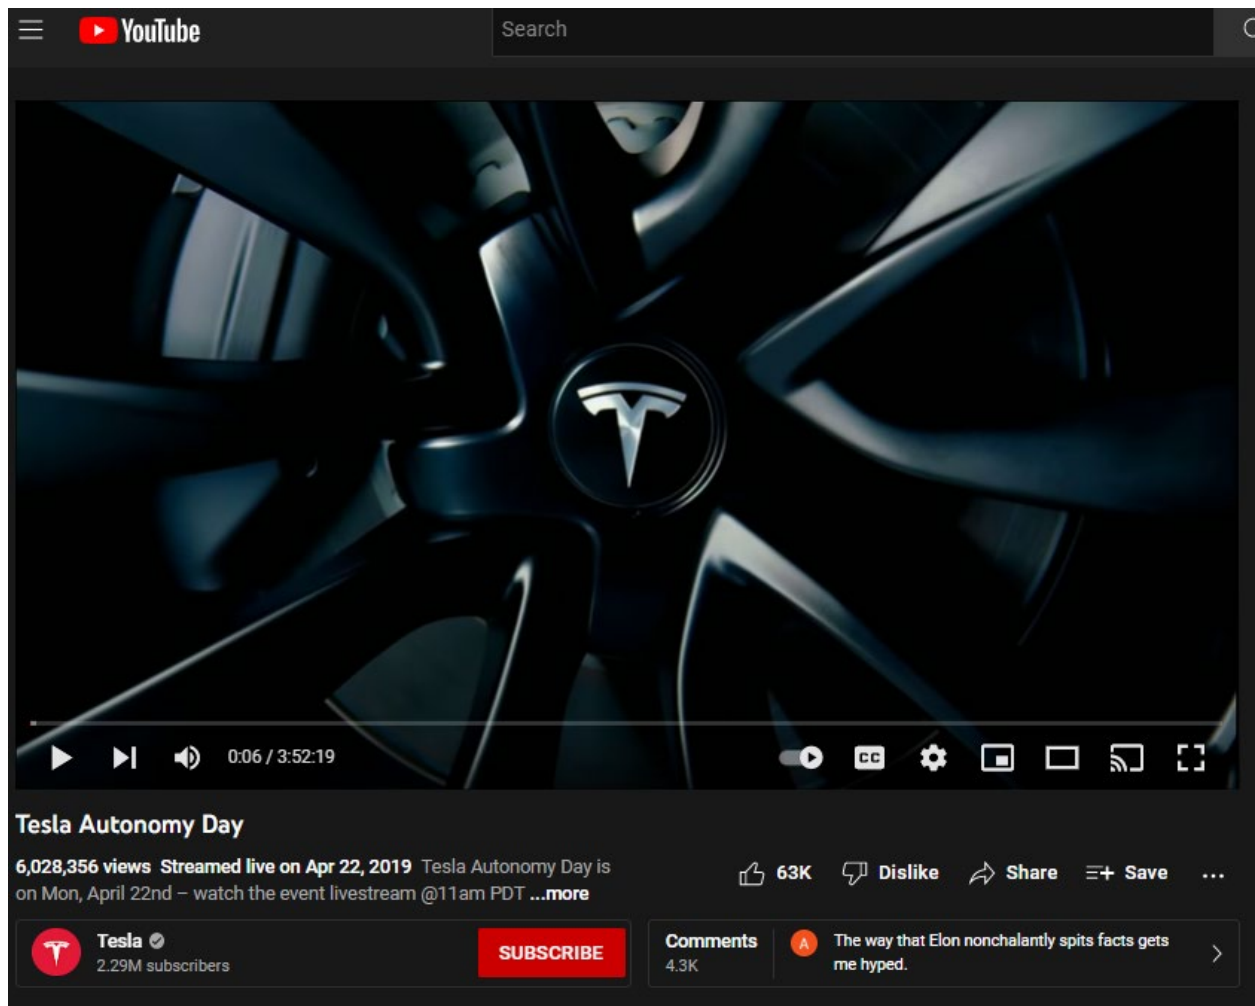 YouTube
Search
0:06 / 3:52:19
CC
Tesla Autonomy Day
6,028,356 views Streamed live on Apr 22, 2019 Tesla Autonomy Day is
on Mon, April 22nd – watch the event livestream @11am PDT ...more
63K
Dislike
Share
Save
Tesla
2.29M subscribers
SUBSCRIBE
Comments
4.3K
A
The way that Elon nonchalantly spits facts gets
me hyped.